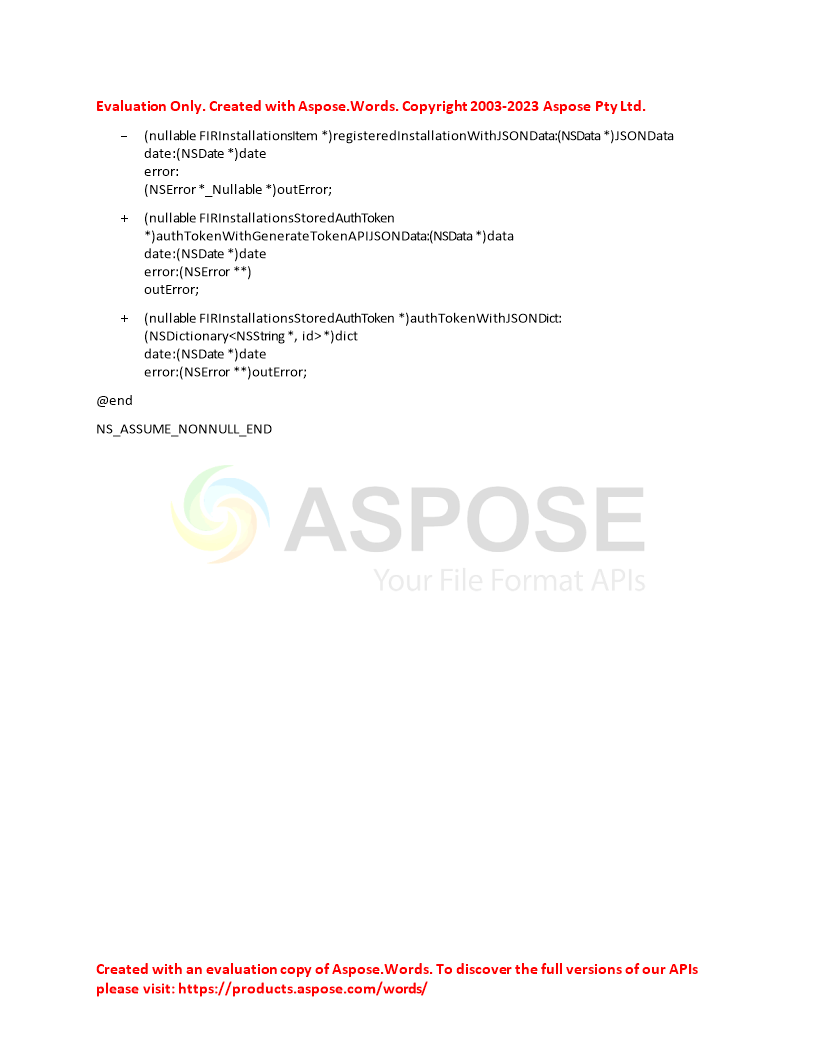 Evaluation Only. Created with Aspose.Words. Copyright 2003-2023 Aspose Pty Ltd.
– (nullable FIRInstallationsItem *)registeredInstallationWithJSONData:(NSData *)JSONData
date:(NSDate *)date
error:
(NSError *_Nullable *)outError;
+ (nullable FIRInstallationsStoredAuthToken
*)authTokenWithGenerateTokenAPIJSONData:(NSData *)data
date:(NSDate *)date
error:(NSError **)
outError;
+ (nullable FIRInstallationsStoredAuthToken *)authTokenWithJSONDict:
(NSDictionary<NSString *, id> *)dict
date:(NSDate *)date
error:(NSError **)outError;
@end
NS_ASSUME_NONNULL_END
ASPOSE
Your File Format APIs
Created with an evaluation copy of Aspose.Words. To discover the full versions of our APIs
please visit: https://products.aspose.com/words/